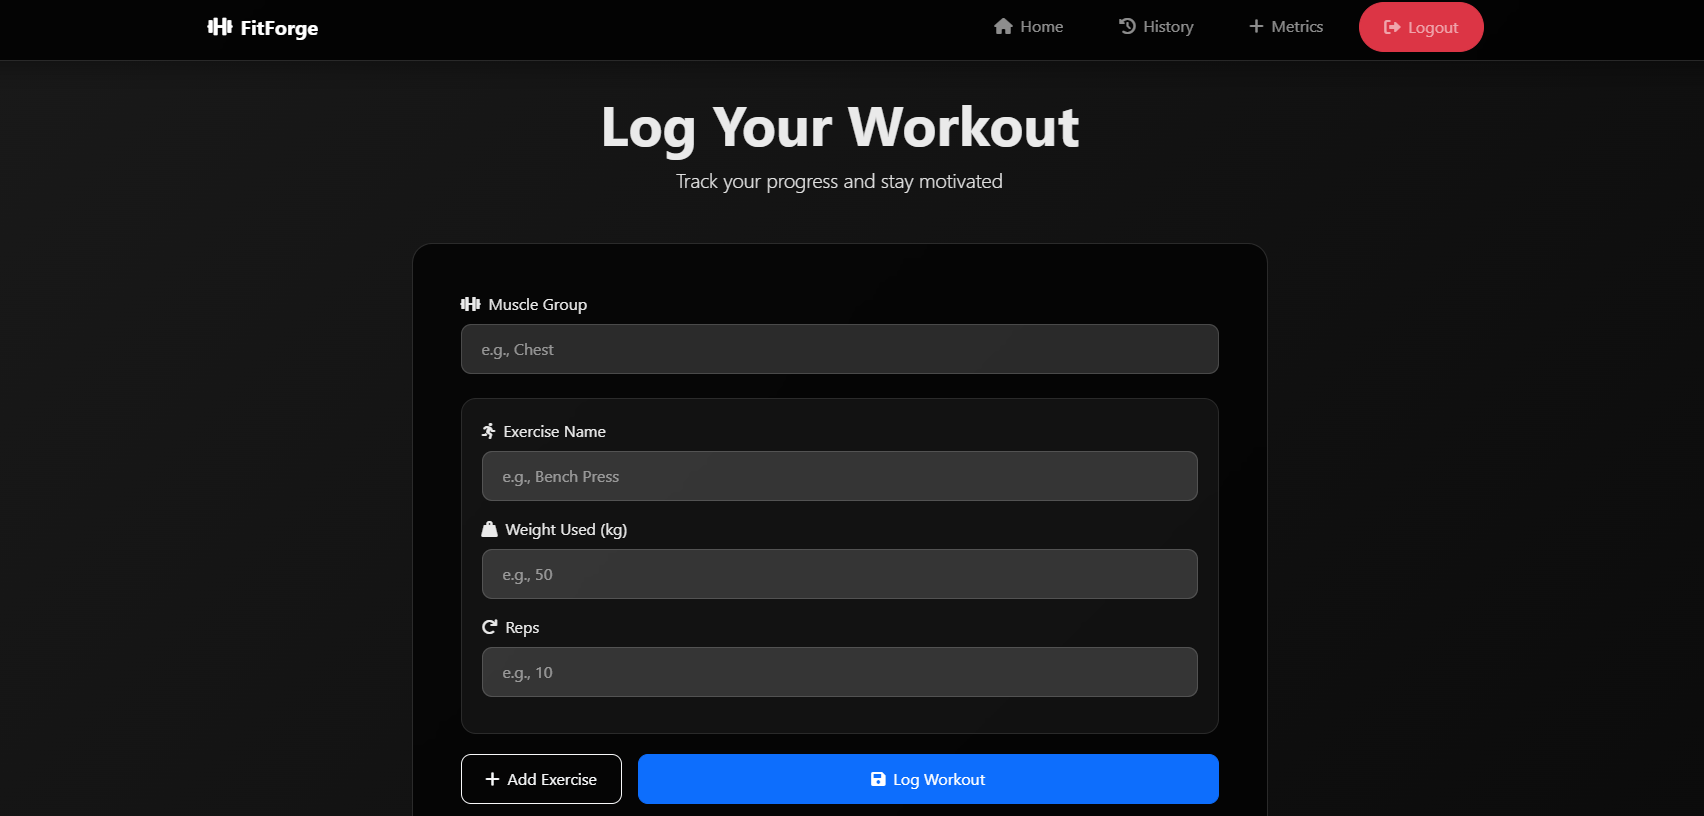 FitForge
Home
History
Metrics
Logout
Log Your Workout
Track your progress and stay motivated
Muscle Group
e.g., Chest
Exercise Name
e.g., Bench Press
Weight Used (kg)
e.g., 50
Reps
e.g., 10
Add Exercise
Log Workout